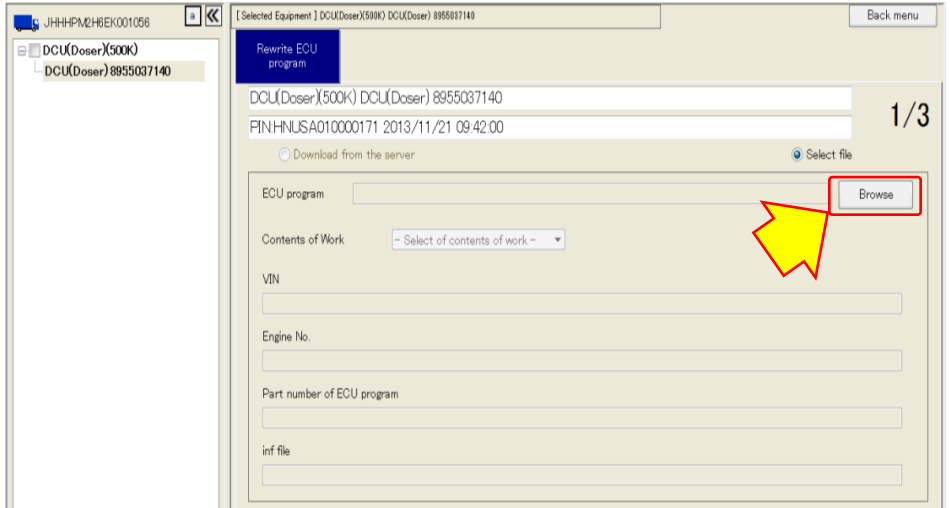 JHHHPM2H6EK001056
a
[ Selected Equipment ] DCU(Doser)(500K) DCU(Doser) 8955037140
Back menu
DCU(Doser)(500K)
DCU(Doser) 8955037140
Rewrite ECU
program
DCU(Doser)(500K) DCU(Doser) 8955037140
PIN:HNUSA010000171 2013/11/21 09:42:00
1/3
Download from the server
Select file
ECU program
Browse
Contents of Work
- Select of contents of work -
VIN
Engine No.
Part number of ECU program
inf file